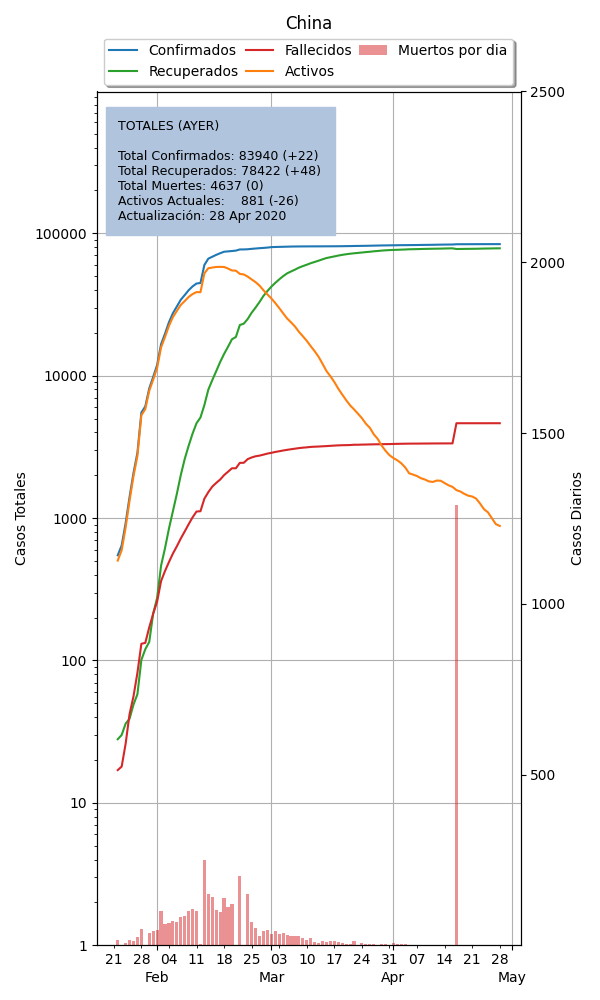 China
Confirmados
Recuperados
Fallecidos
Activos
Muertos por dia
TOTALES (AYER)
Total Confirmados: 83940 (+22)
Total Recuperados: 78422 (+48)
Total Muertes: 4637 (0)
Activos Actuales: 881 (-26)
Actualización: 28 Apr 2020
Casos Totales
100000
10000
1000
100
10
1
2500
2000
1500
1000
500
Casos Diarios
21 28 04 11 18 25 03 10 17 24 31 07 14 21 28
Feb Mar Apr May